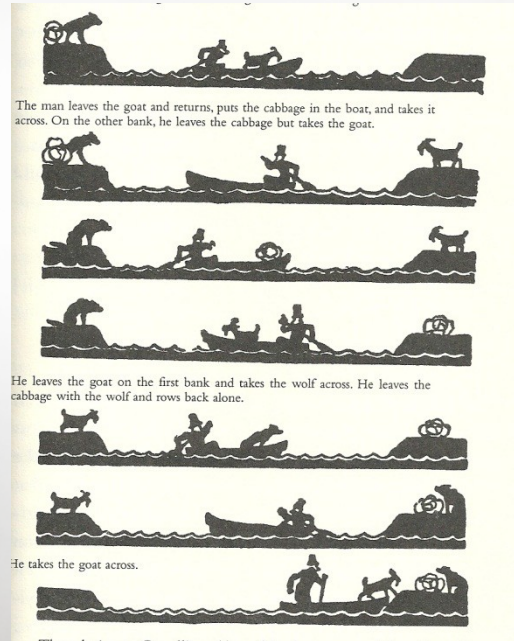 The man leaves the goat and returns, puts the cabbage in the boat, and takes it
across. On the other bank, he leaves the cabbage but takes the goat.
He leaves the goat on the first bank and takes the wolf across. He leaves the
cabbage with the wolf and rows back alone.
He takes the goat across.